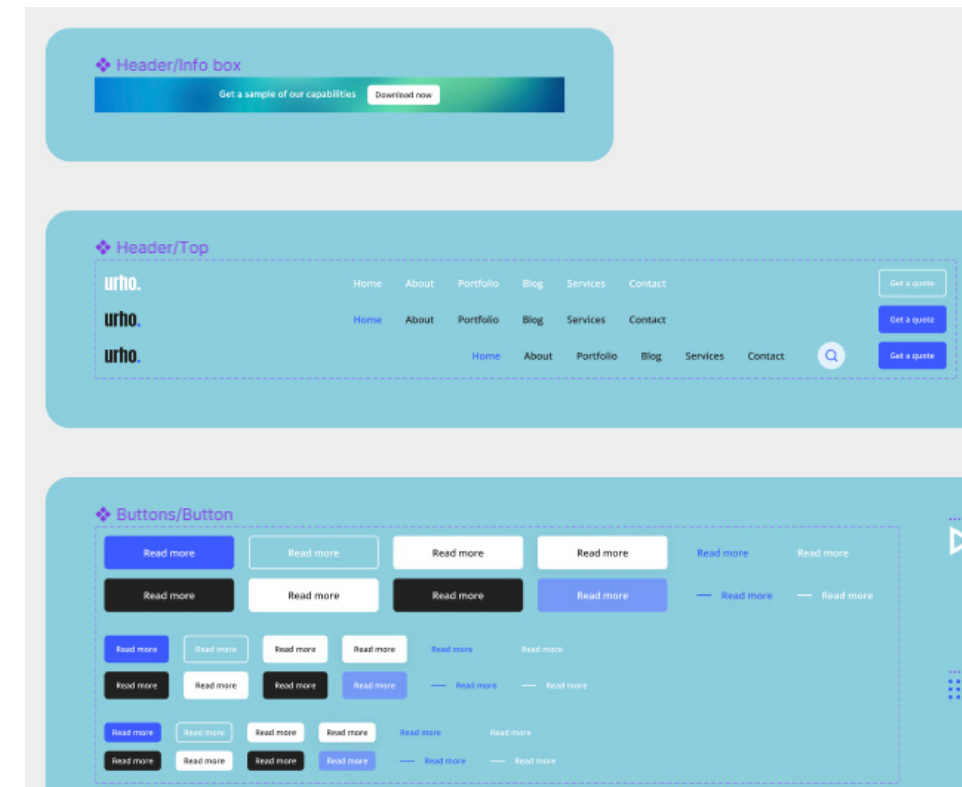 Header/Info box
Get a sample of our capabilities Download now
Header/Top
urho. Home About Portfolio Blog Services Contact Get a quote
urho. Home About Portfolio Blog Services Contact Get a quote
urho. Home About Portfolio Blog Services Contact Get a quote
Buttons/Button
Read more Read more Read more Read more Read more Read more
Read more Read more Read more Read more Read more Read more
Read more Read more Read more Read more Read more Read more
Read more Read more Read more Read more Read more Read more
Read more Read more Read more Read more Read more Read more
Read more Read more Read more Read more Read more Read more